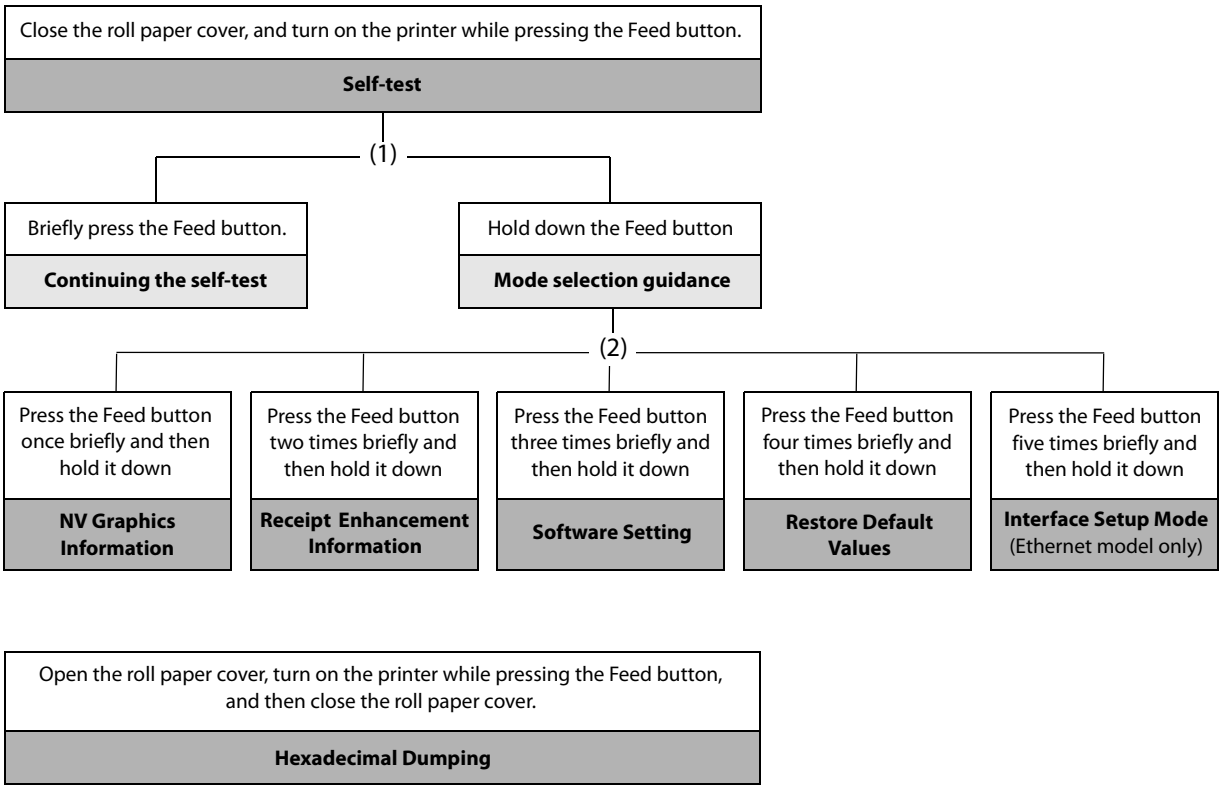 Close the roll paper cover, and turn on the printer while pressing the Feed button.
Self-test
(1)
Briefly press the Feed button.
Continuing the self-test
Hold down the Feed button
Mode selection guidance
(2)
Press the Feed button
once briefly and then
hold it down
NV Graphics
Information
Press the Feed button
two times briefly and
then hold it down
Receipt Enhancement
Information
Press the Feed button
three times briefly and
then hold it down
Software Setting
Press the Feed button
four times briefly and
then hold it down
Restore Default
Values
Press the Feed button
five times briefly and
then hold it down
Interface Setup Mode
(Ethernet model only)
Open the roll paper cover, turn on the printer while pressing the Feed button,
and then close the roll paper cover.
Hexadecimal Dumping